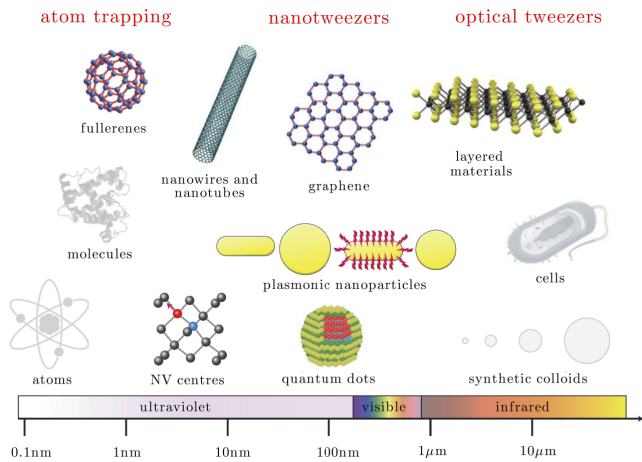 atom trapping
nanotweezers
optical tweezers
fullerenes
nanowires and
nanotubes
graphene
layered
materials
molecules
plasmonic nanoparticles
cells
atoms
NV centres
quantum dots
synthetic colloids
ultraviolet
visible
infrared
0.1nm
1nm
10nm
100nm
1μm
10μm